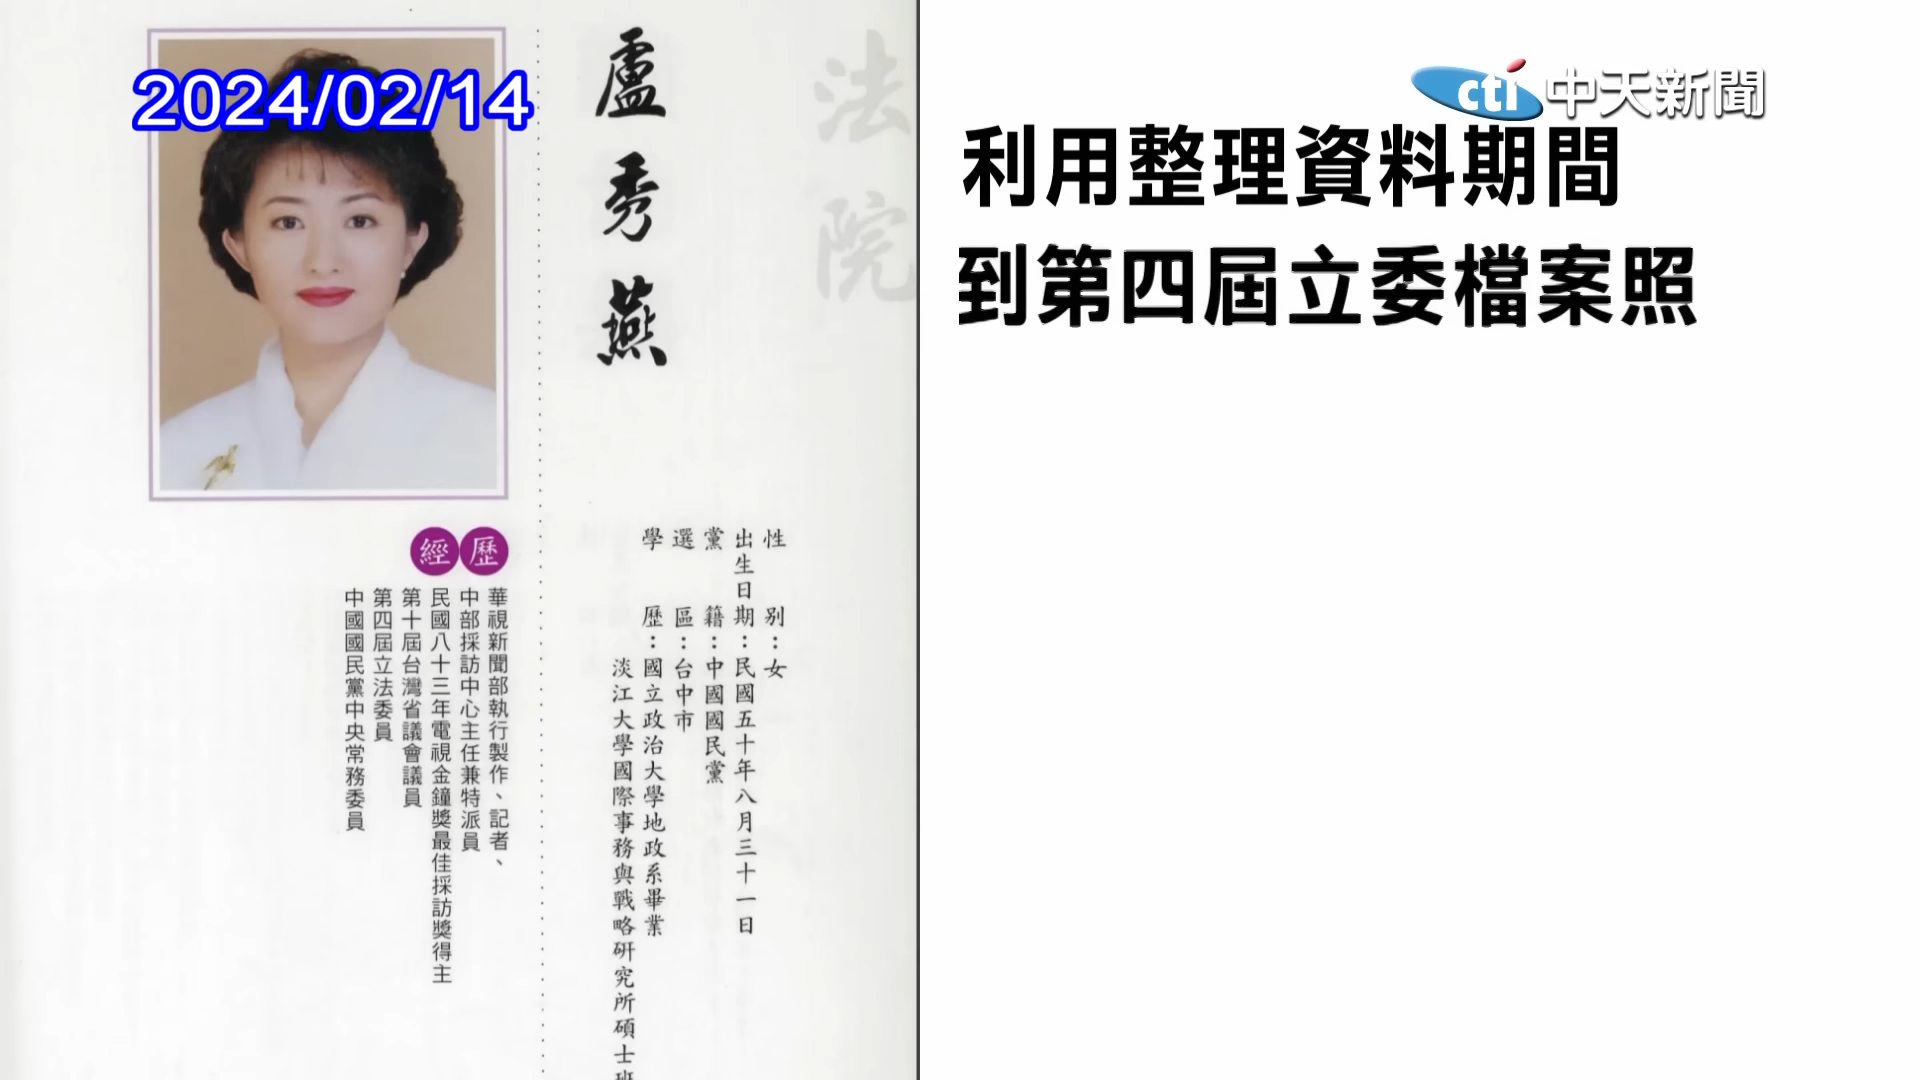 2024/02/14
盧秀燕
法院
cti 中天新聞
利用整理資料期間
到第四屆立委檔案照
性別:女
出生日期:民國五十年八月三十一日
黨籍:中國國民黨
選區:台中市
學歷:國立政治大學地政系畢業
淡江大學國際事務與戰略研究所碩士班
經歷
華視新聞部執行製作、記者、
中部採訪中心主任兼特派員
民國八十三年電視金鐘獎最佳採訪獎得主
第十屆台灣省議會議員
第四屆立法委員
中國國民黨中央常務委員